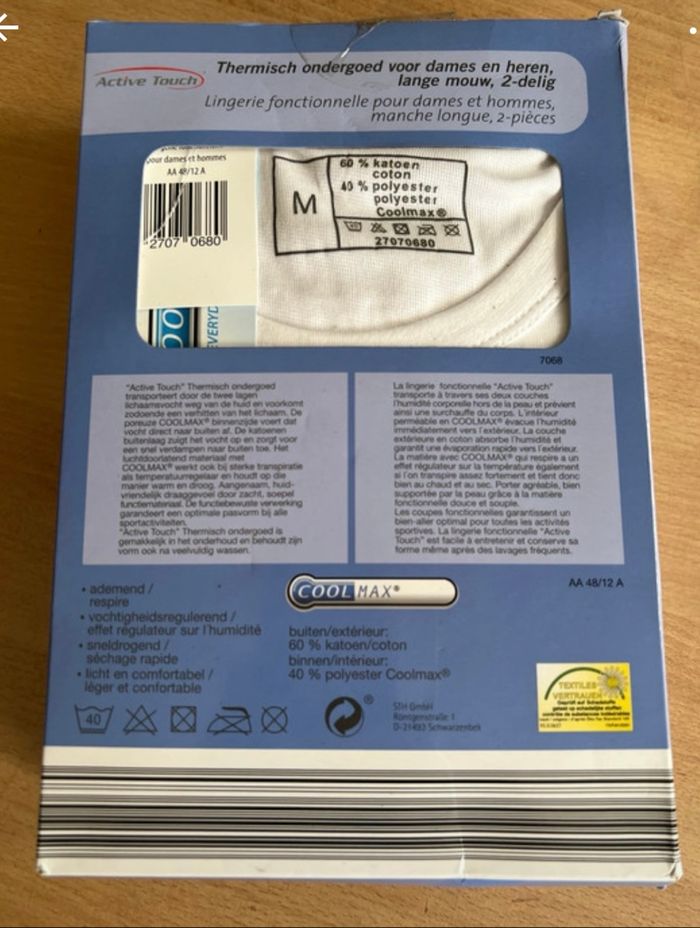 Active Touch
Thermisch ondergoed voor dames en heren,
lange mouw, 2-delig
Lingerie fonctionnelle pour dames et hommes,
manche longue, 2-pièces
pour dames et hommes
AA 48/12 A
2707 0680
EVERYD
M
60 % katoen
coton
40 % polyester
polyester
Coolmax®
40
27070680
7068
"Active Touch" Thermisch ondergoed
transporteert door de twee lagen
lichaamsvocht weg van de huid en voorkomt
zodoende een verhitten van het lichaam. De
poreuze COOLMAX® binnenzijde voert dat
vocht direct naar buiten af. De katoenen
buitenlaag zuigt het vocht op en zorgt voor
een snel verdampen naar buiten toe. Het
luchtdoorlatend materiaal met
COOLMAX® werkt ook bij sterke transpiratie
als temperatuurregelaar en houdt op die
manier warm en droog. Aangenaam, huid-
vriendelijk draaggevoel door zacht, soepel
functiemateriaal. De functiebewuste verwerking
garandeert een optimale pasvorm bij alle
sportactiviteiten.
"Active Touch" Thermisch ondergoed is
gemakkelijk in het onderhoud en behoudt zijn
vorm ook na veelvuldig wassen.
La lingerie fonctionnelle "Active Touch"
transporte à travers ses deux couches
l'humidité corporelle hors de la peau et prévient
ainsi une surchauffe du corps. L'intérieur
perméable en COOLMAX® évacue l'humidité
immédiatement vers l'extérieur. La couche
extérieure en coton absorbe l'humidité et
garantit une évaporation rapide vers l'extérieur.
La matière avec COOLMAX® qui respire a un
effet régulateur sur la température également
si l'on transpire assez fortement et tient donc
bien au chaud et au sec. Porter agréable, bien
supportée par la peau grâce à la matière
fonctionnelle douce et souple.
Les coupes fonctionnelles garantissent un
bien-aller optimal pour toutes les activités
sportives. La lingerie fonctionnelle "Active
Touch" est facile à entretenir et conserve sa
forme même après des lavages fréquents.
AA 48/12 A
• ademend /
respire
• vochtigheidsregulerend /
effet régulateur sur l'humidité
• sneldrogend /
séchage rapide
• licht en comfortabel /
léger et confortable
COOLMAX®
buiten/extérieur:
60 % katoen/coton
binnen/intérieur:
40 % polyester Coolmax®
40
®
STH GmbH
Röntgenstraße 1
D-21493 Schwarzenbek
TEXTILES
VERTRAUEN
Geprüft auf Schadstoffe
getest op schadelijke stoffen
contrôle de substances indésirables